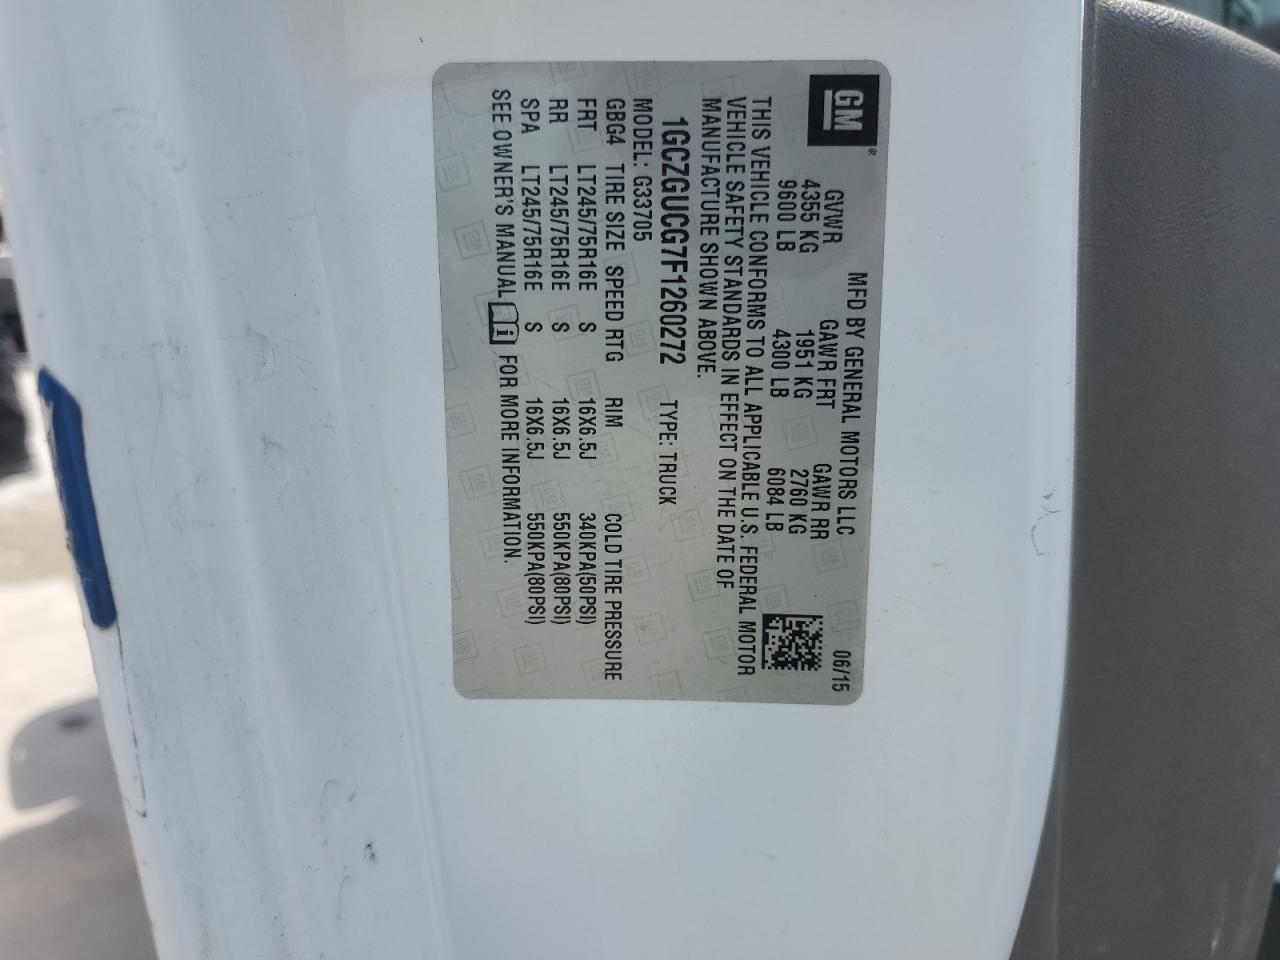 GM®
MFD BY GENERAL MOTORS LLC 06/15
GVWR GAWR FRT GAWR RR
4355 KG 1951 KG 2760 KG
9600 LB 4300 LB 6084 LB
THIS VEHICLE CONFORMS TO ALL APPLICABLE U.S. FEDERAL MOTOR
VEHICLE SAFETY STANDARDS IN EFFECT ON THE DATE OF
MANUFACTURE SHOWN ABOVE.
1GCZGUCG7F1260272 TYPE: TRUCK
MODEL: G33705
GBG4 TIRE SIZE SPEED RTG RIM COLD TIRE PRESSURE
FRT LT245/75R16E S 16X6.5J 340KPA(50PSI)
RR LT245/75R16E S 16X6.5J 550KPA(80PSI)
SPA LT245/75R16E S 16X6.5J 550KPA(80PSI)
SEE OWNER'S MANUAL FOR MORE INFORMATION.